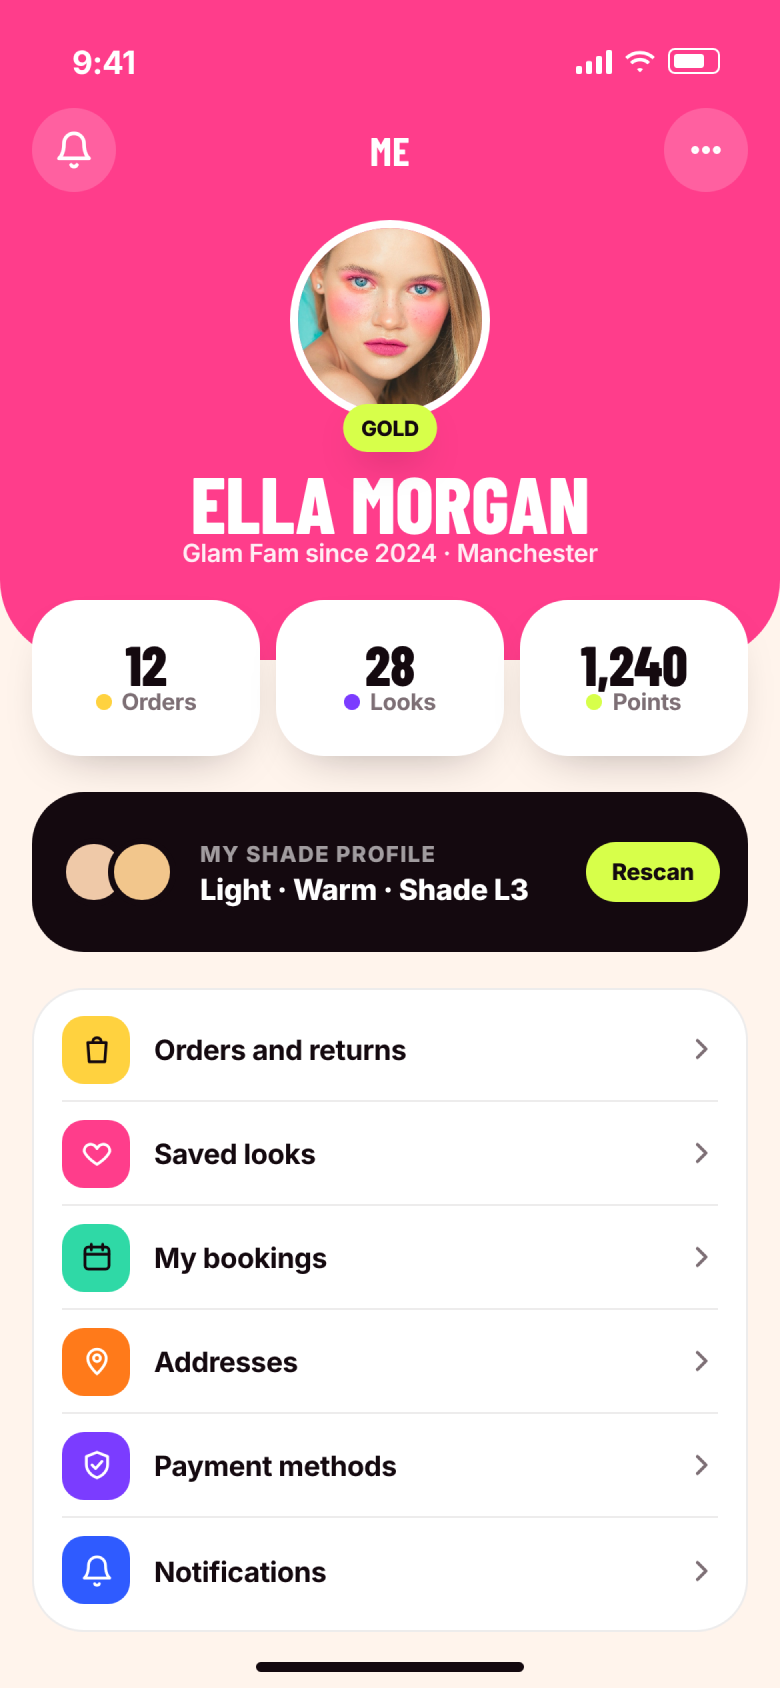 9:41
ME
GOLD
ELLA MORGAN
Glam Fam since 2024 · Manchester
12
Orders
28
Looks
1,240
Points
MY SHADE PROFILE
Light · Warm · Shade L3
Rescan
Orders and returns
Saved looks
My bookings
Addresses
Payment methods
Notifications